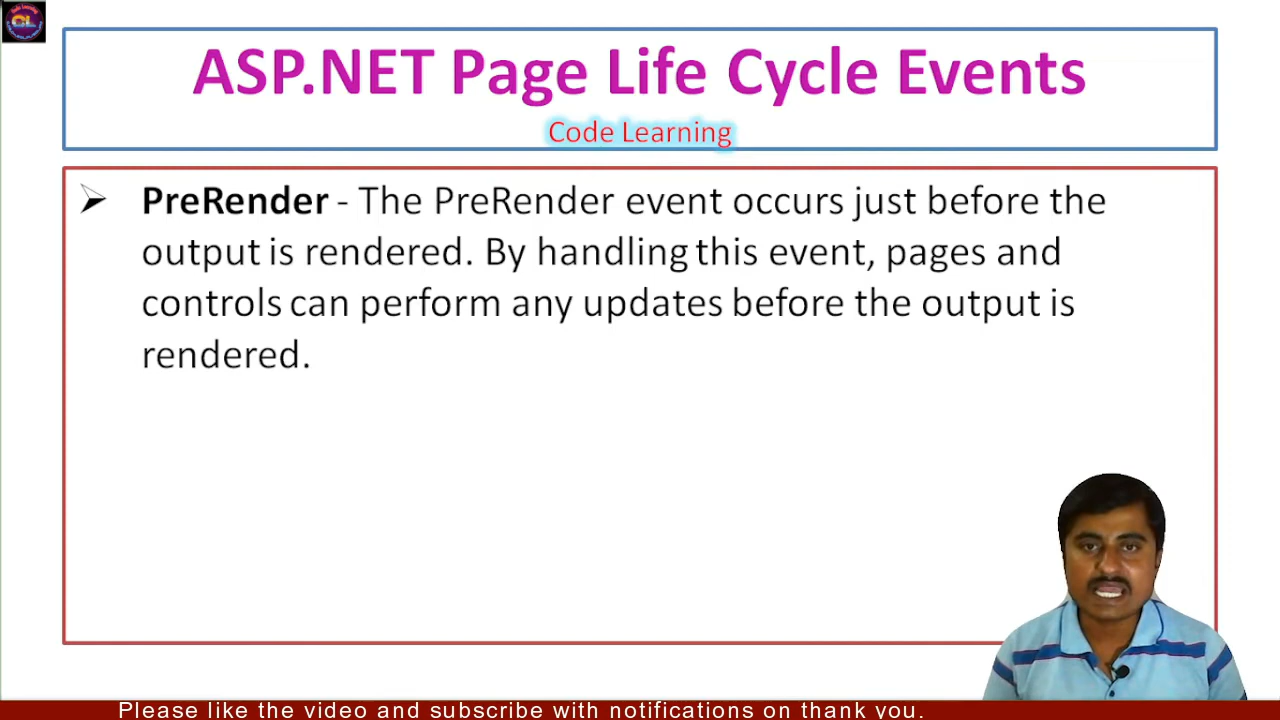 ASP.NET Page Life Cycle Events
Code Learning
PreRender - The PreRender event occurs just before the
output is rendered. By handling this event, pages and
controls can perform any updates before the output is
rendered.
Please like the video and subscribe with notifications on thank you.